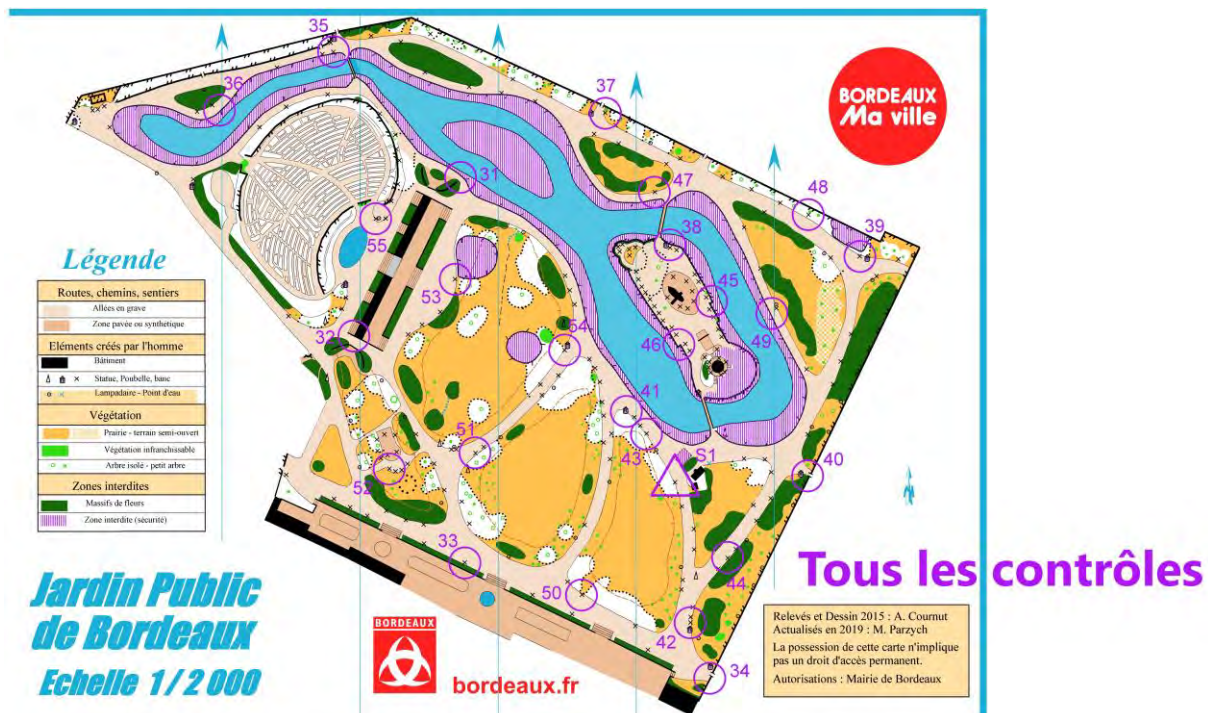 35
36
37
BORDEAUX
Ma ville
31
47
48
55
38
39
Légende
Routes, chemins, sentiers
Allées en grave
Zone pavée ou synthétique
Eléments créés par l'homme
Bâtiment
Statue, Poubelle, banc
Lampadaire - Point d'eau
Végétation
Prairie - terrain semi-ouvert
Végétation infranchissable
Arbre isolé - petit arbre
Zones interdites
Massifs de fleurs
Zone interdite (sécurité)
53
45
32
54
46
49
41
51
43
S1
40
52
33
44
50
42
34
Tous les contrôles
Jardin Public
de Bordeaux
Echelle 1 / 2 000
BORDEAUX
bordeaux.fr
Relevés et Dessin 2015 : A. Cournut
Actualisés en 2019 : M. Parzych
La possession de cette carte n'implique
pas un droit d'accès permanent.
Autorisations : Mairie de Bordeaux